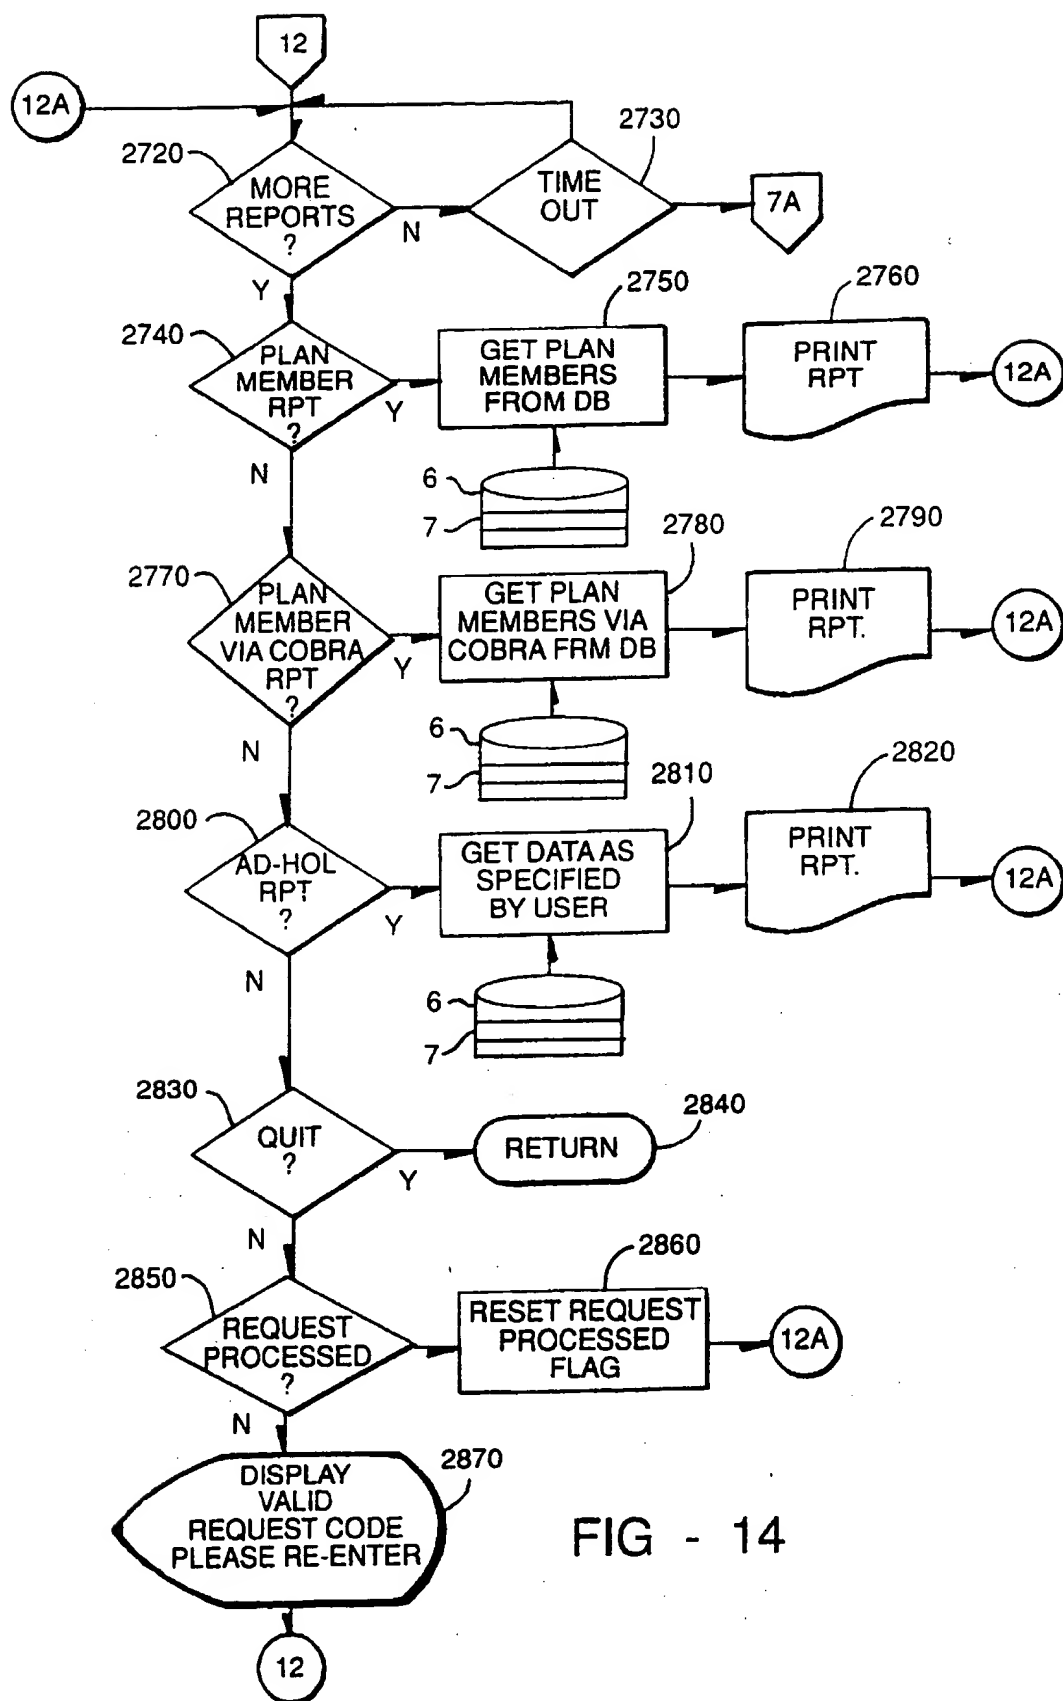 12
12A
2720
MORE
REPORTS
?
N
Y
2730
TIME
OUT
7A
2740
PLAN
MEMBER
RPT
?
Y
N
2750
GET PLAN
MEMBERS
FROM DB
6
7
2760
PRINT
RPT
12A
2770
PLAN
MEMBER
VIA COBRA
RPT
?
Y
N
2780
GET PLAN
MEMBERS VIA
COBRA FRM DB
6
7
2790
PRINT
RPT.
12A
2800
AD-HOL
RPT
?
Y
N
2810
GET DATA AS
SPECIFIED
BY USER
6
7
2820
PRINT
RPT.
12A
2830
QUIT
?
Y
N
2840
RETURN
2850
REQUEST
PROCESSED
?
N
2860
RESET REQUEST
PROCESSED
FLAG
12A
2870
DISPLAY
VALID
REQUEST CODE
PLEASE RE-ENTER
12
FIG - 14